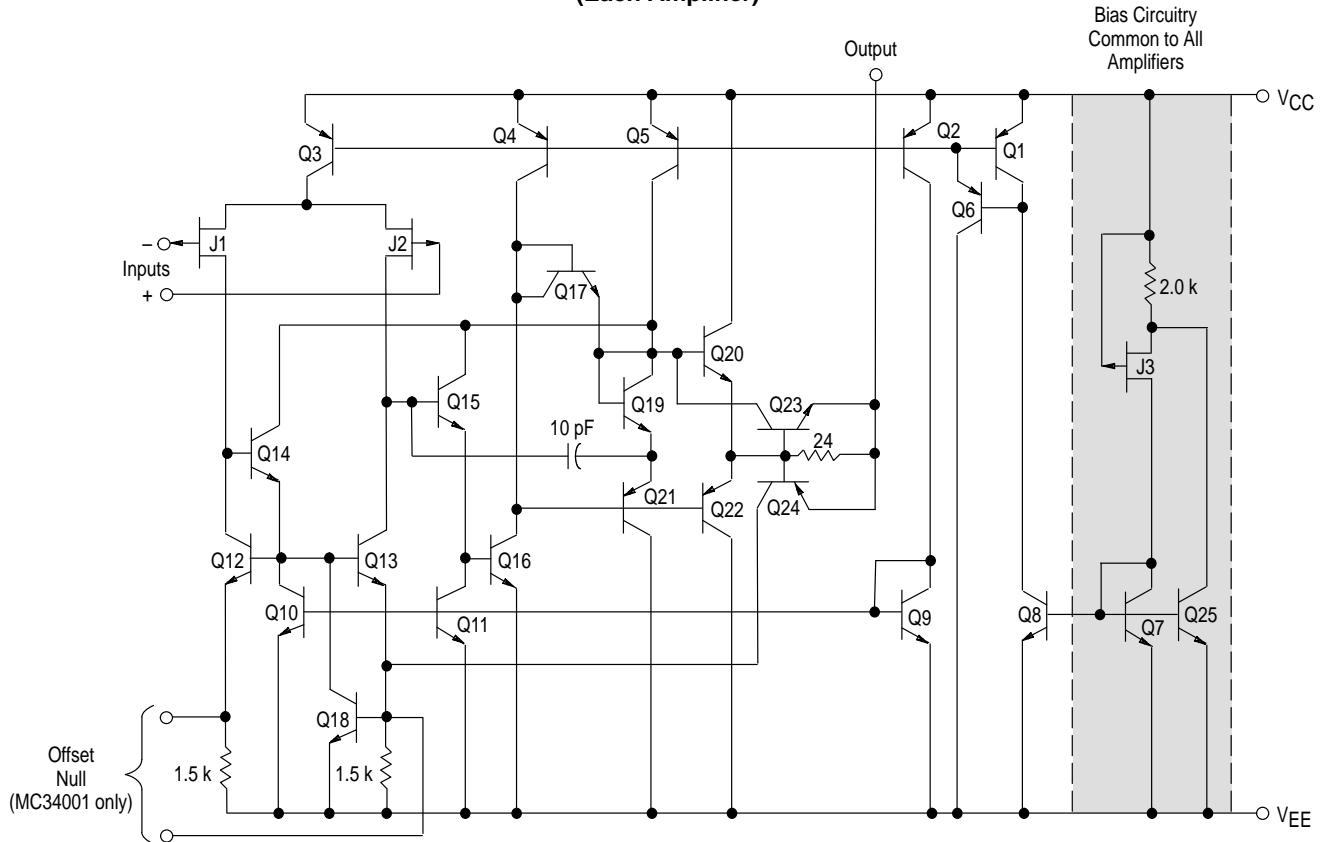 (Each Amplifier)
Bias Circuitry
Common to All
Amplifiers
Output
VCC
Q3
Q4
Q5
Q2
Q1
Q6
–
J1
J2
Inputs
+
Q17
2.0 k
J3
Q20
Q15
Q19
Q23
10 pF
24
Q14
Q21
Q22
Q24
Q12
Q13
Q16
Q10
Q11
Q9
Q8
Q7
Q25
Q18
Offset
Null
(MC34001 only)
1.5 k
1.5 k
VEE